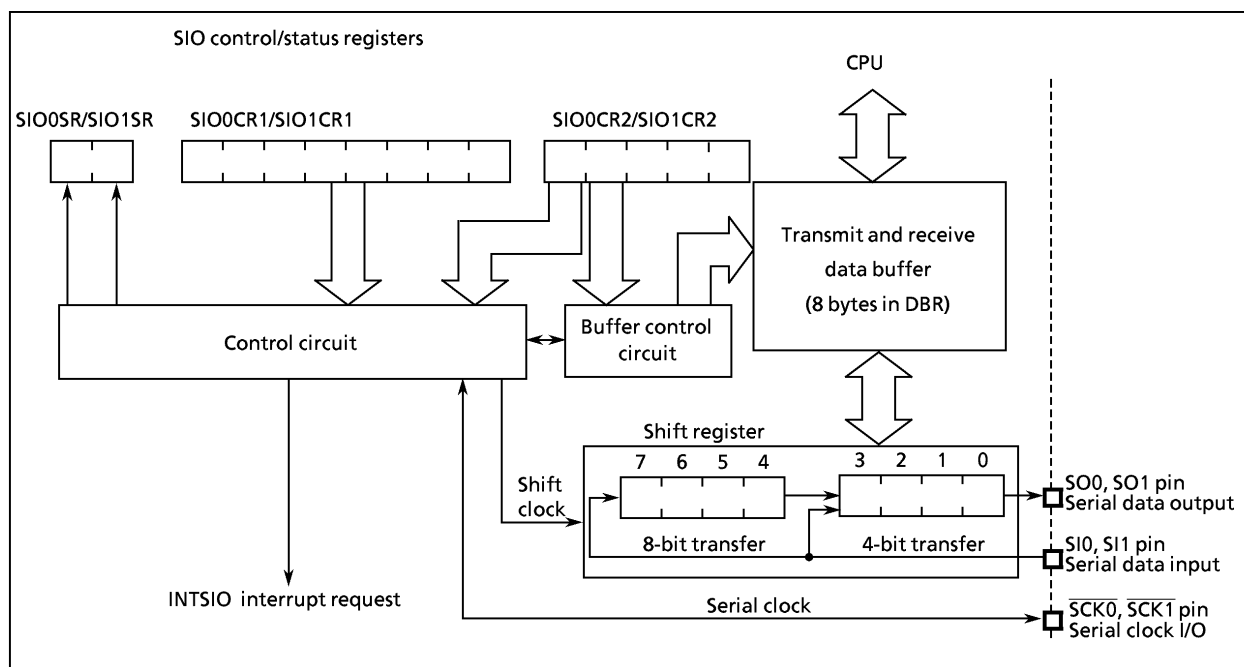 SIO control/status registers
CPU
SIO0SR/SIO1SR
SIO0CR1/SIO1CR1
SIO0CR2/SIO1CR2
Transmit and receive
data buffer
(8 bytes in DBR)
Control circuit
Buffer control
circuit
Shift register
7 6 5 4
3 2 1 0
Shift
clock
SO0, SO1 pin
Serial data output
8-bit transfer
4-bit transfer
SI0, SI1 pin
Serial data input
INTSIO interrupt request
Serial clock
S̅C̅K̅0̅, S̅C̅K̅1̅ pin
Serial clock I/O